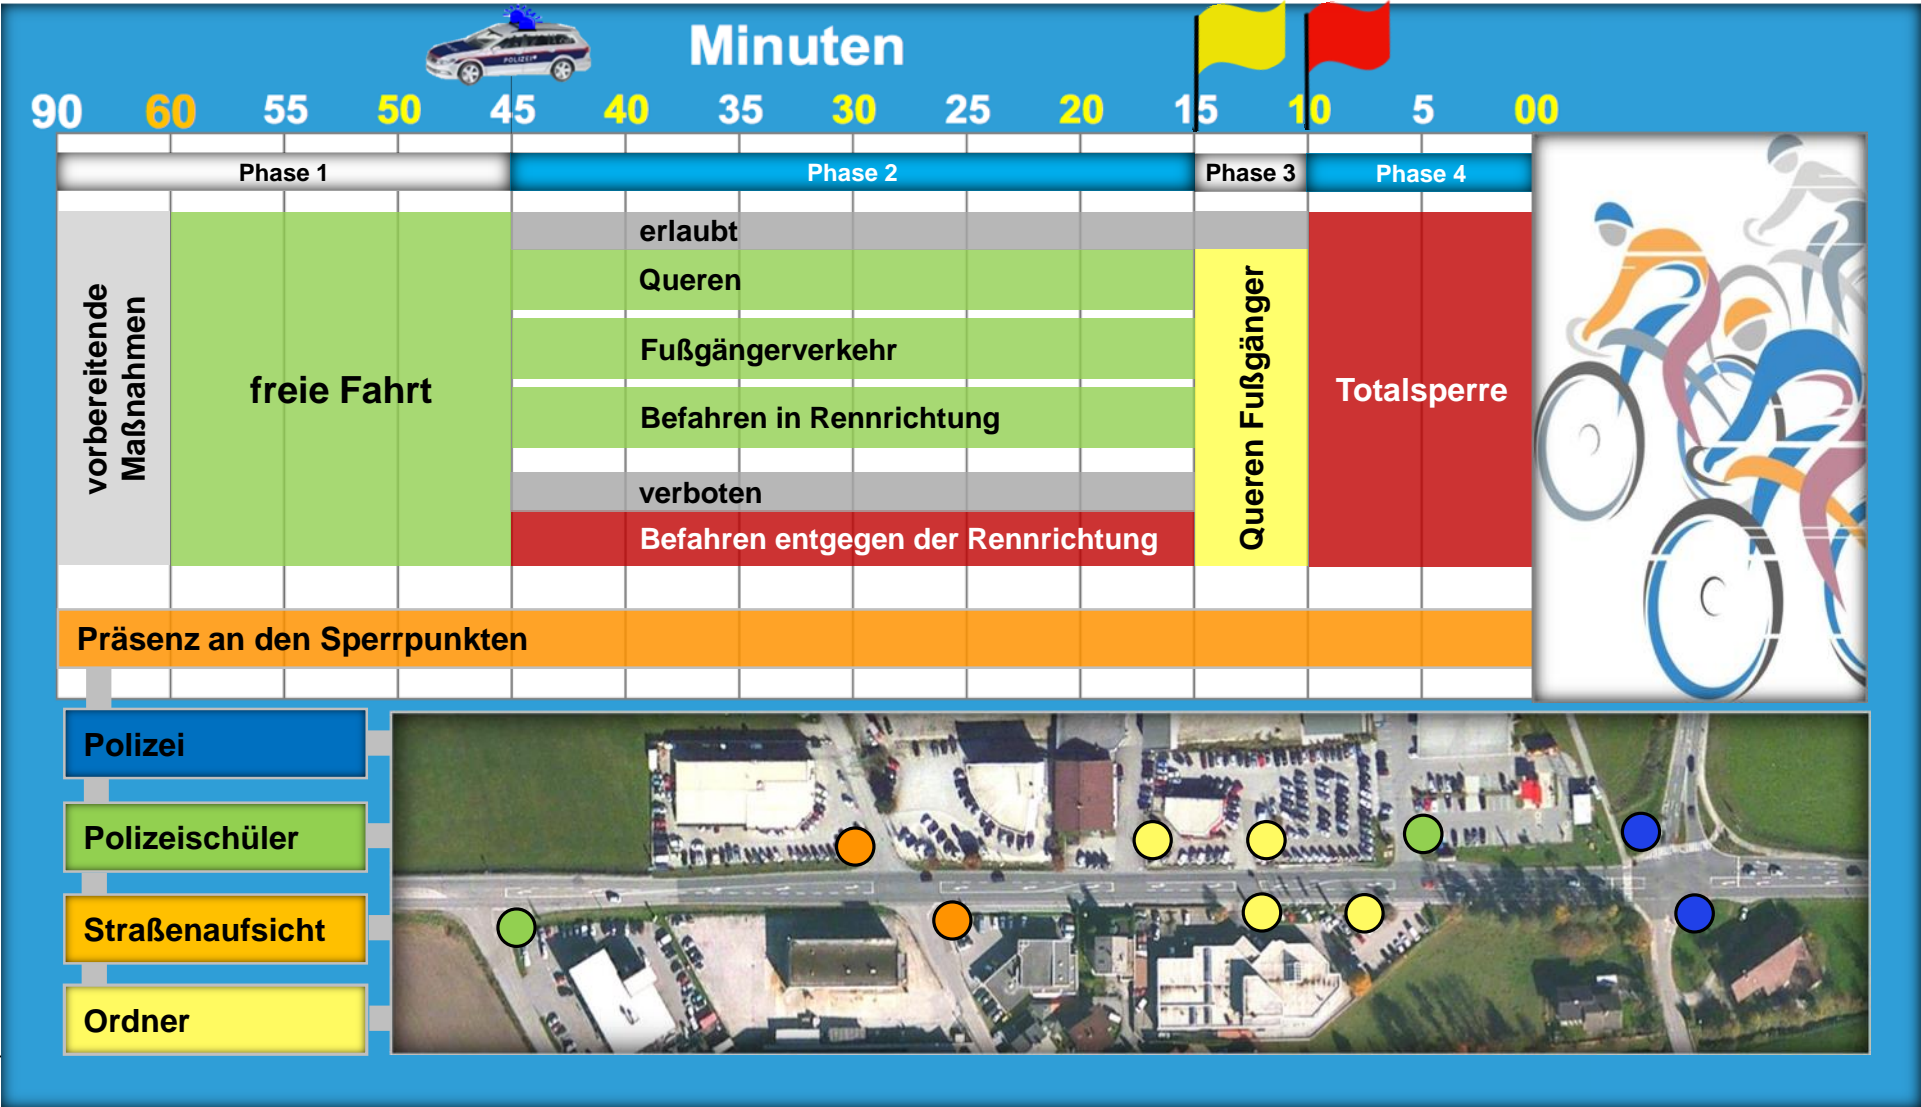 Minuten
POLIZEI
90 60 55 50 45 40 35 30 25 20 15 10 5 00
Phase 1 Phase 2 Phase 3 Phase 4
vorbereitende
Maßnahmen
freie Fahrt
erlaubt
Queren
Fußgängerverkehr
Befahren in Rennrichtung
verboten
Befahren entgegen der Rennrichtung
Queren Fußgänger
Totalsperre
Präsenz an den Sperrpunkten
Polizei
Polizeischüler
Straßenaufsicht
Ordner